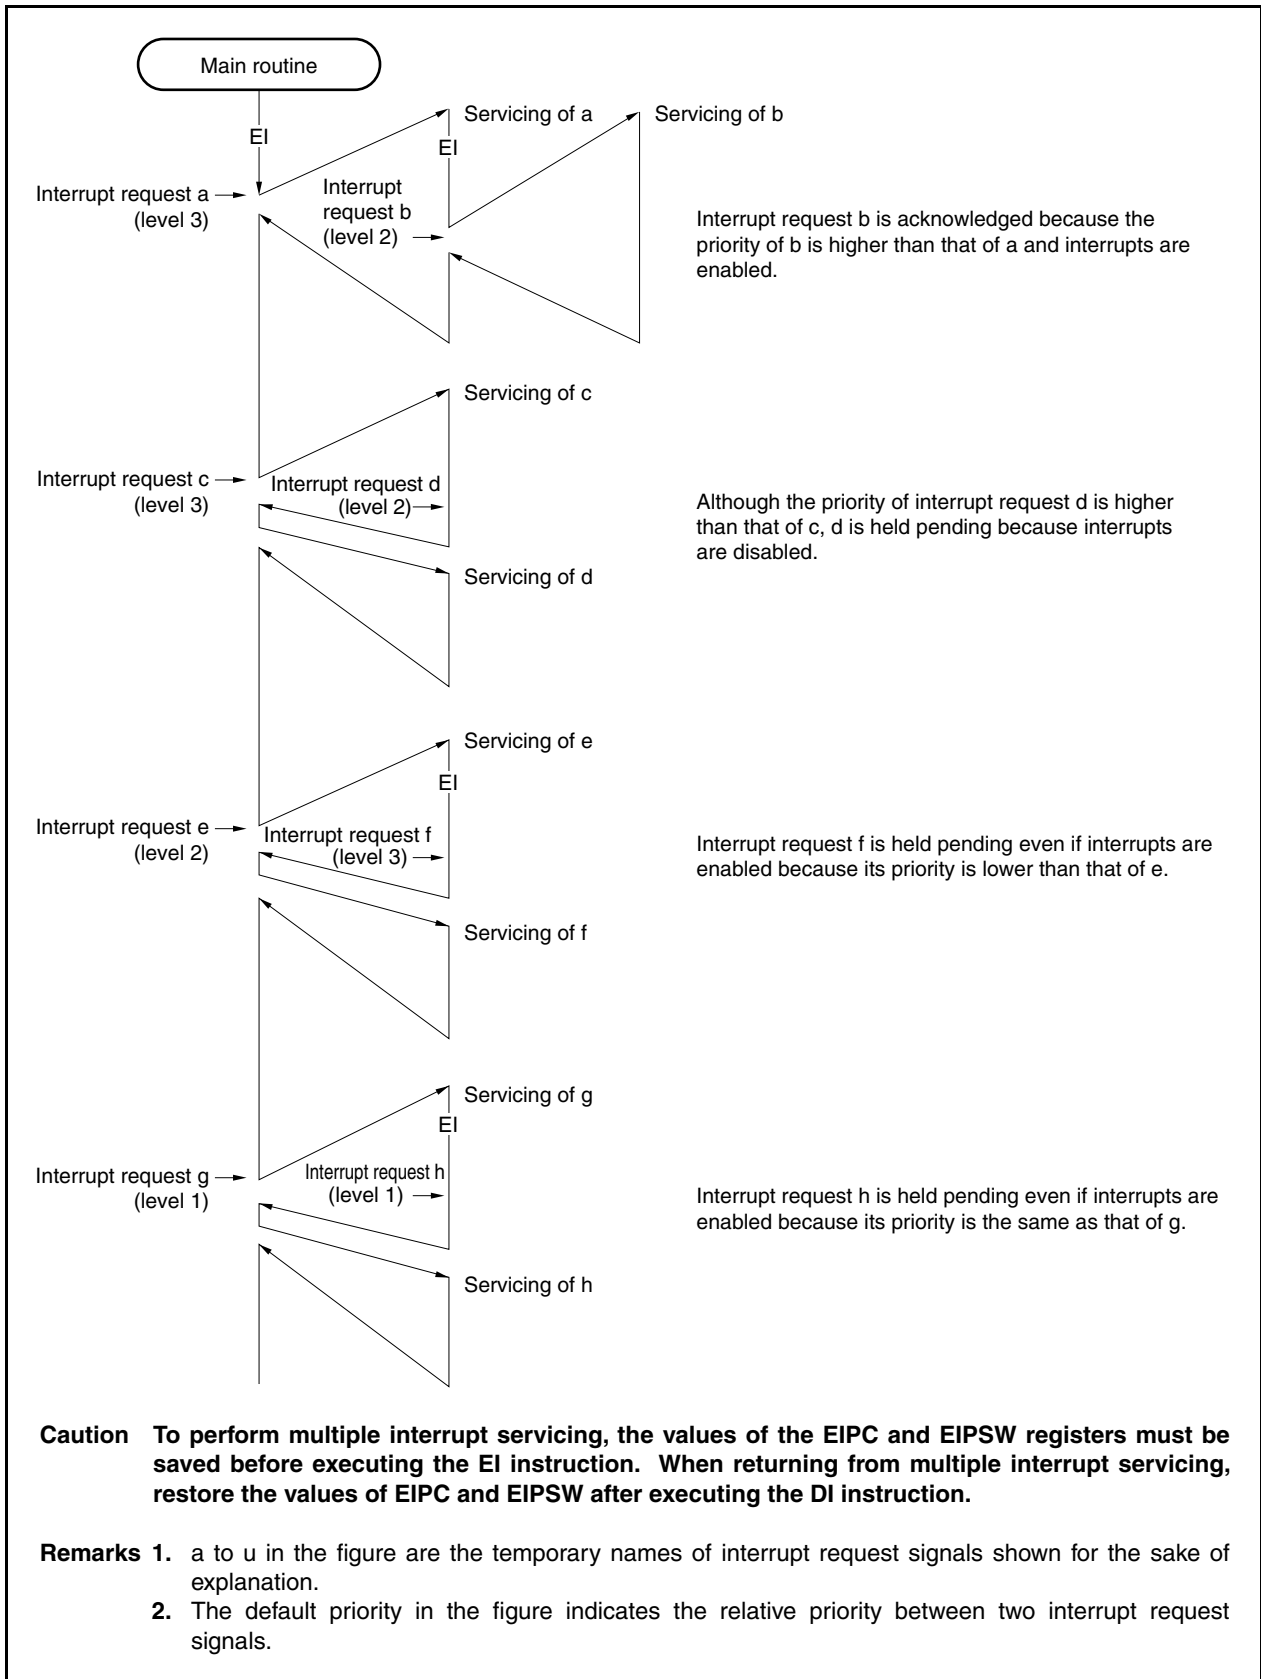 Main routine
EI
Servicing of a
EI
Servicing of b
Interrupt request a
(level 3)
Interrupt
request b
(level 2)
Interrupt request b is acknowledged because the
priority of b is higher than that of a and interrupts are
enabled.
Servicing of c
Interrupt request c
(level 3)
Interrupt request d
(level 2)
Although the priority of interrupt request d is higher
than that of c, d is held pending because interrupts
are disabled.
Servicing of d
Servicing of e
EI
Interrupt request e
(level 2)
Interrupt request f
(level 3)
Interrupt request f is held pending even if interrupts are
enabled because its priority is lower than that of e.
Servicing of f
Servicing of g
EI
Interrupt request g
(level 1)
Interrupt request h
(level 1)
Interrupt request h is held pending even if interrupts are
enabled because its priority is the same as that of g.
Servicing of h
Caution To perform multiple interrupt servicing, the values of the EIPC and EIPSW registers must be
saved before executing the EI instruction. When returning from multiple interrupt servicing,
restore the values of EIPC and EIPSW after executing the DI instruction.
Remarks 1. a to u in the figure are the temporary names of interrupt request signals shown for the sake of
explanation.
2. The default priority in the figure indicates the relative priority between two interrupt request
signals.